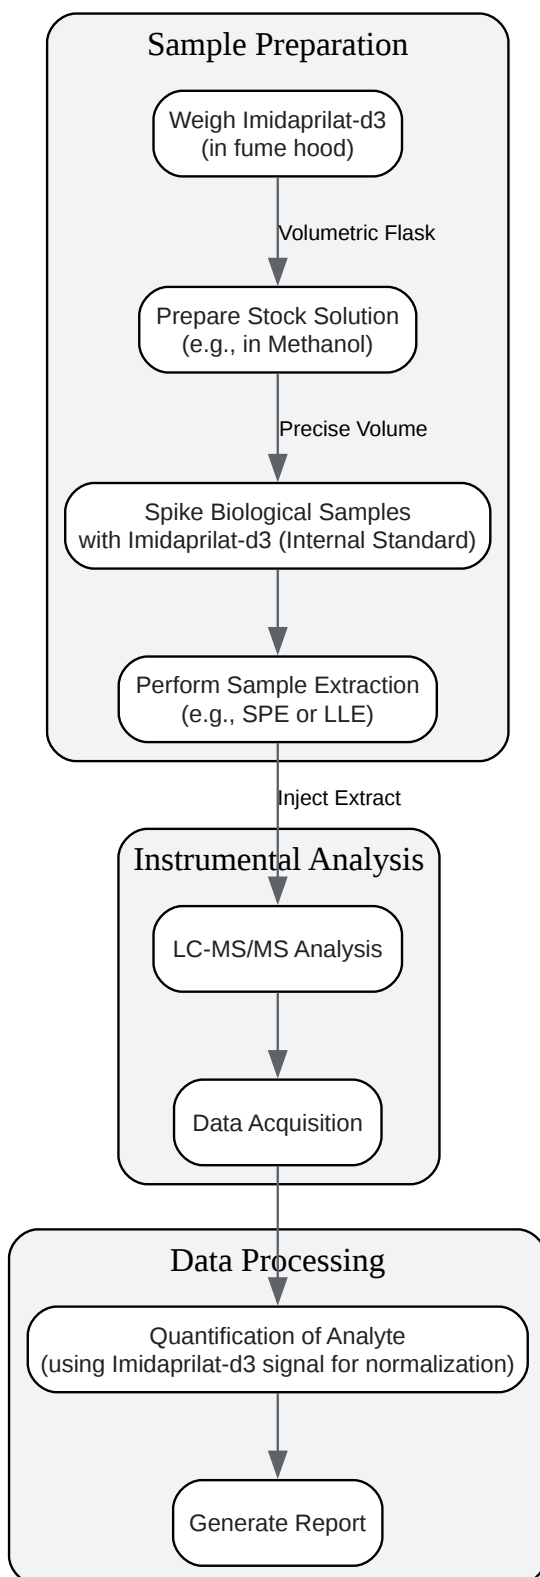 Sample Preparation
Weigh Imidaprilat-d3
(in fume hood)
Volumetric Flask
Prepare Stock Solution
(e.g., in Methanol)
Precise Volume
Spike Biological Samples
with Imidaprilat-d3 (Internal Standard)
Perform Sample Extraction
(e.g., SPE or LLE)
Inject Extract
Instrumental Analysis
LC-MS/MS Analysis
Data Acquisition
Data Processing
Quantification of Analyte
(using Imidaprilat-d3 signal for normalization)
Generate Report